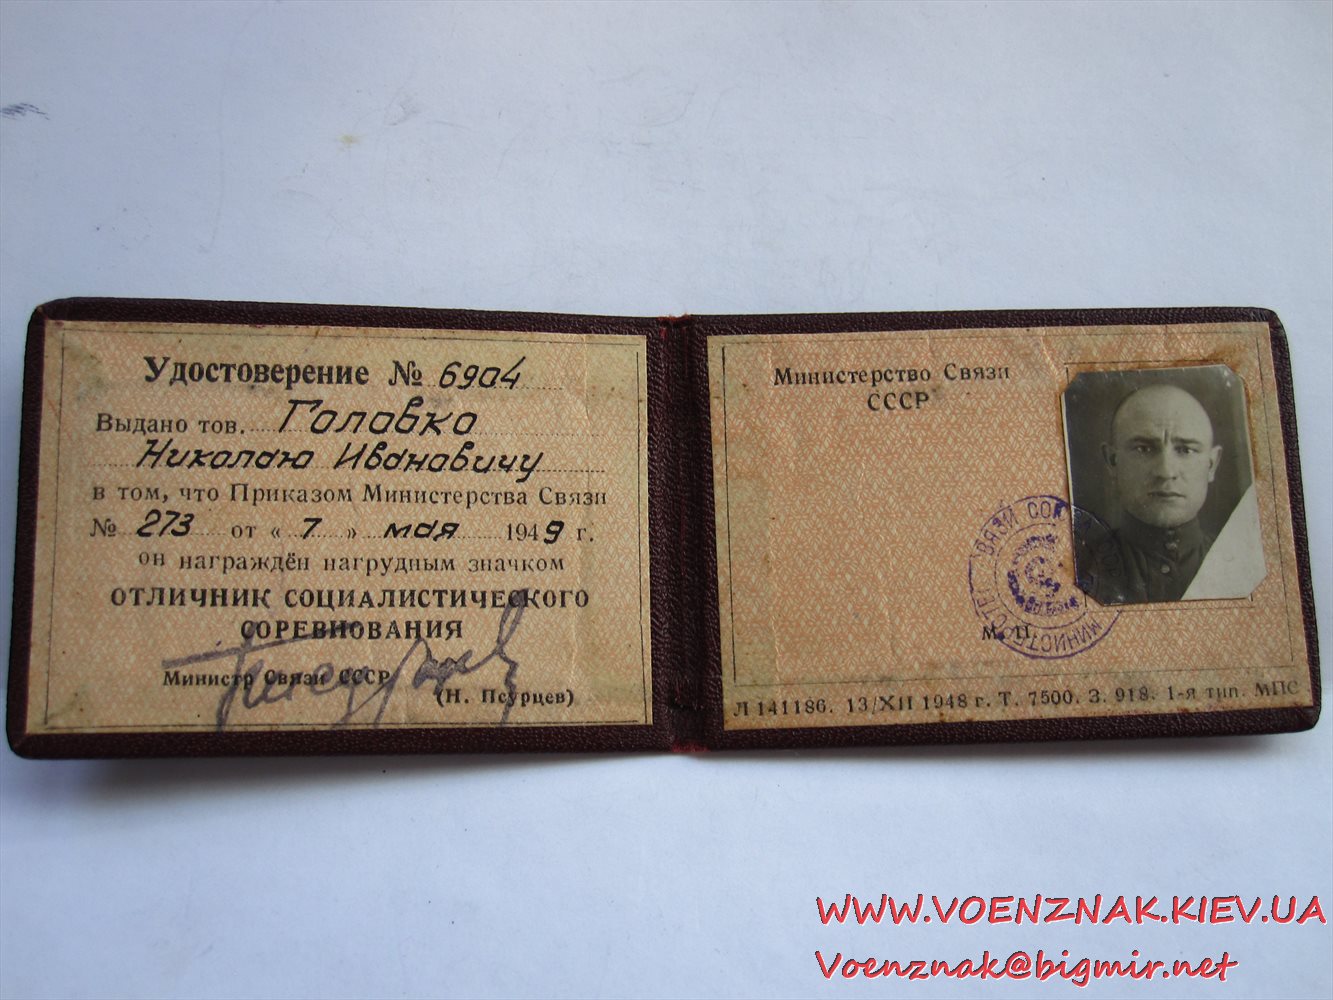 Удостоверение № 6904
Выдано тов. Головко
Николаю Ивановичу
в том, что Приказом Министерства Связи
№ 273 от « 7 » мая 1949 г.
он награждён нагрудным значком
ОТЛИЧНИК СОЦИАЛИСТИЧЕСКОГО
СОРЕВНОВАНИЯ
Министр Связи СССР
(Н. Псурцев)
Министерство Связи
СССР
М. П.
Л 141186. 13/XII 1948 г. Т. 7500. З. 918. 1-я тип. МПС
WWW.VOENZNAK.KIEV.UA
Voenznak@bigmir.net